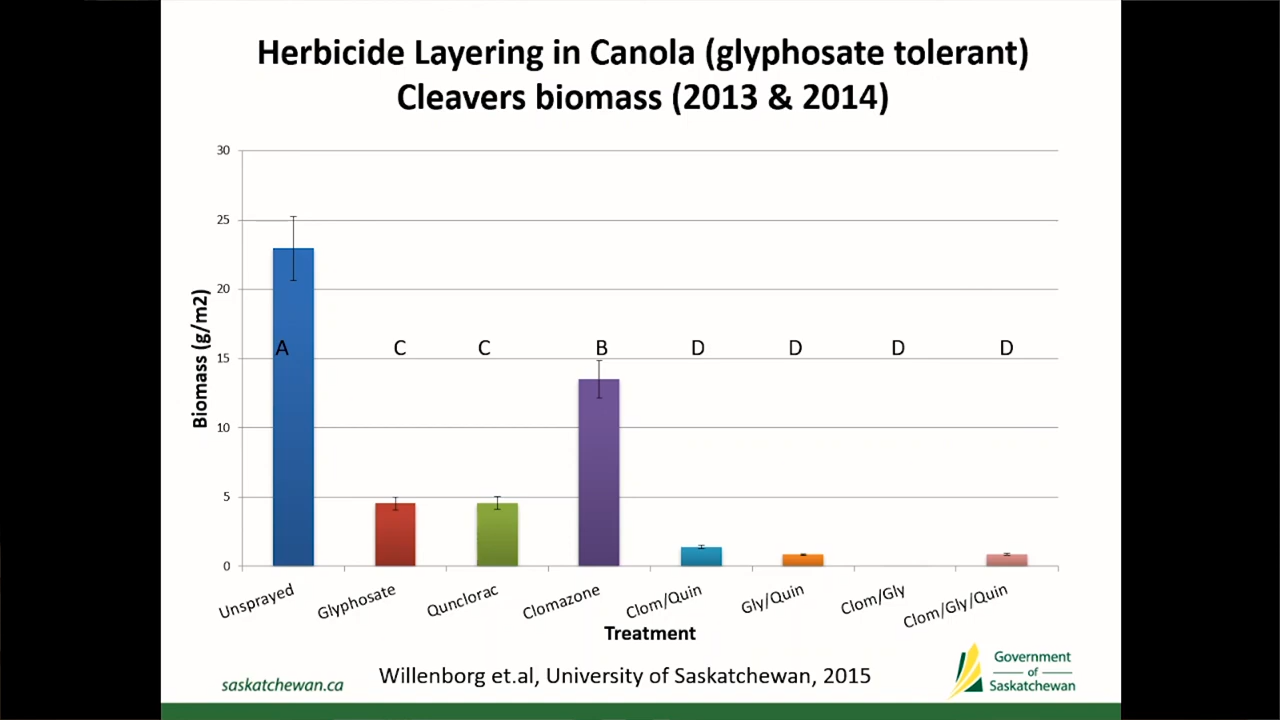 Herbicide Layering in Canola (glyphosate tolerant)
Cleavers biomass (2013 & 2014)
30
25
20
15
10
5
0
Biomass (g/m2)
A C C B D D D D
Unsprayed Glyphosate Qunclorac Clomazone Clom/Quin Gly/Quin Clom/Gly Clom/Gly/Quin
Treatment
Willenborg et.al, University of Saskatchewan, 2015
saskatchewan.ca
Government
of
Saskatchewan